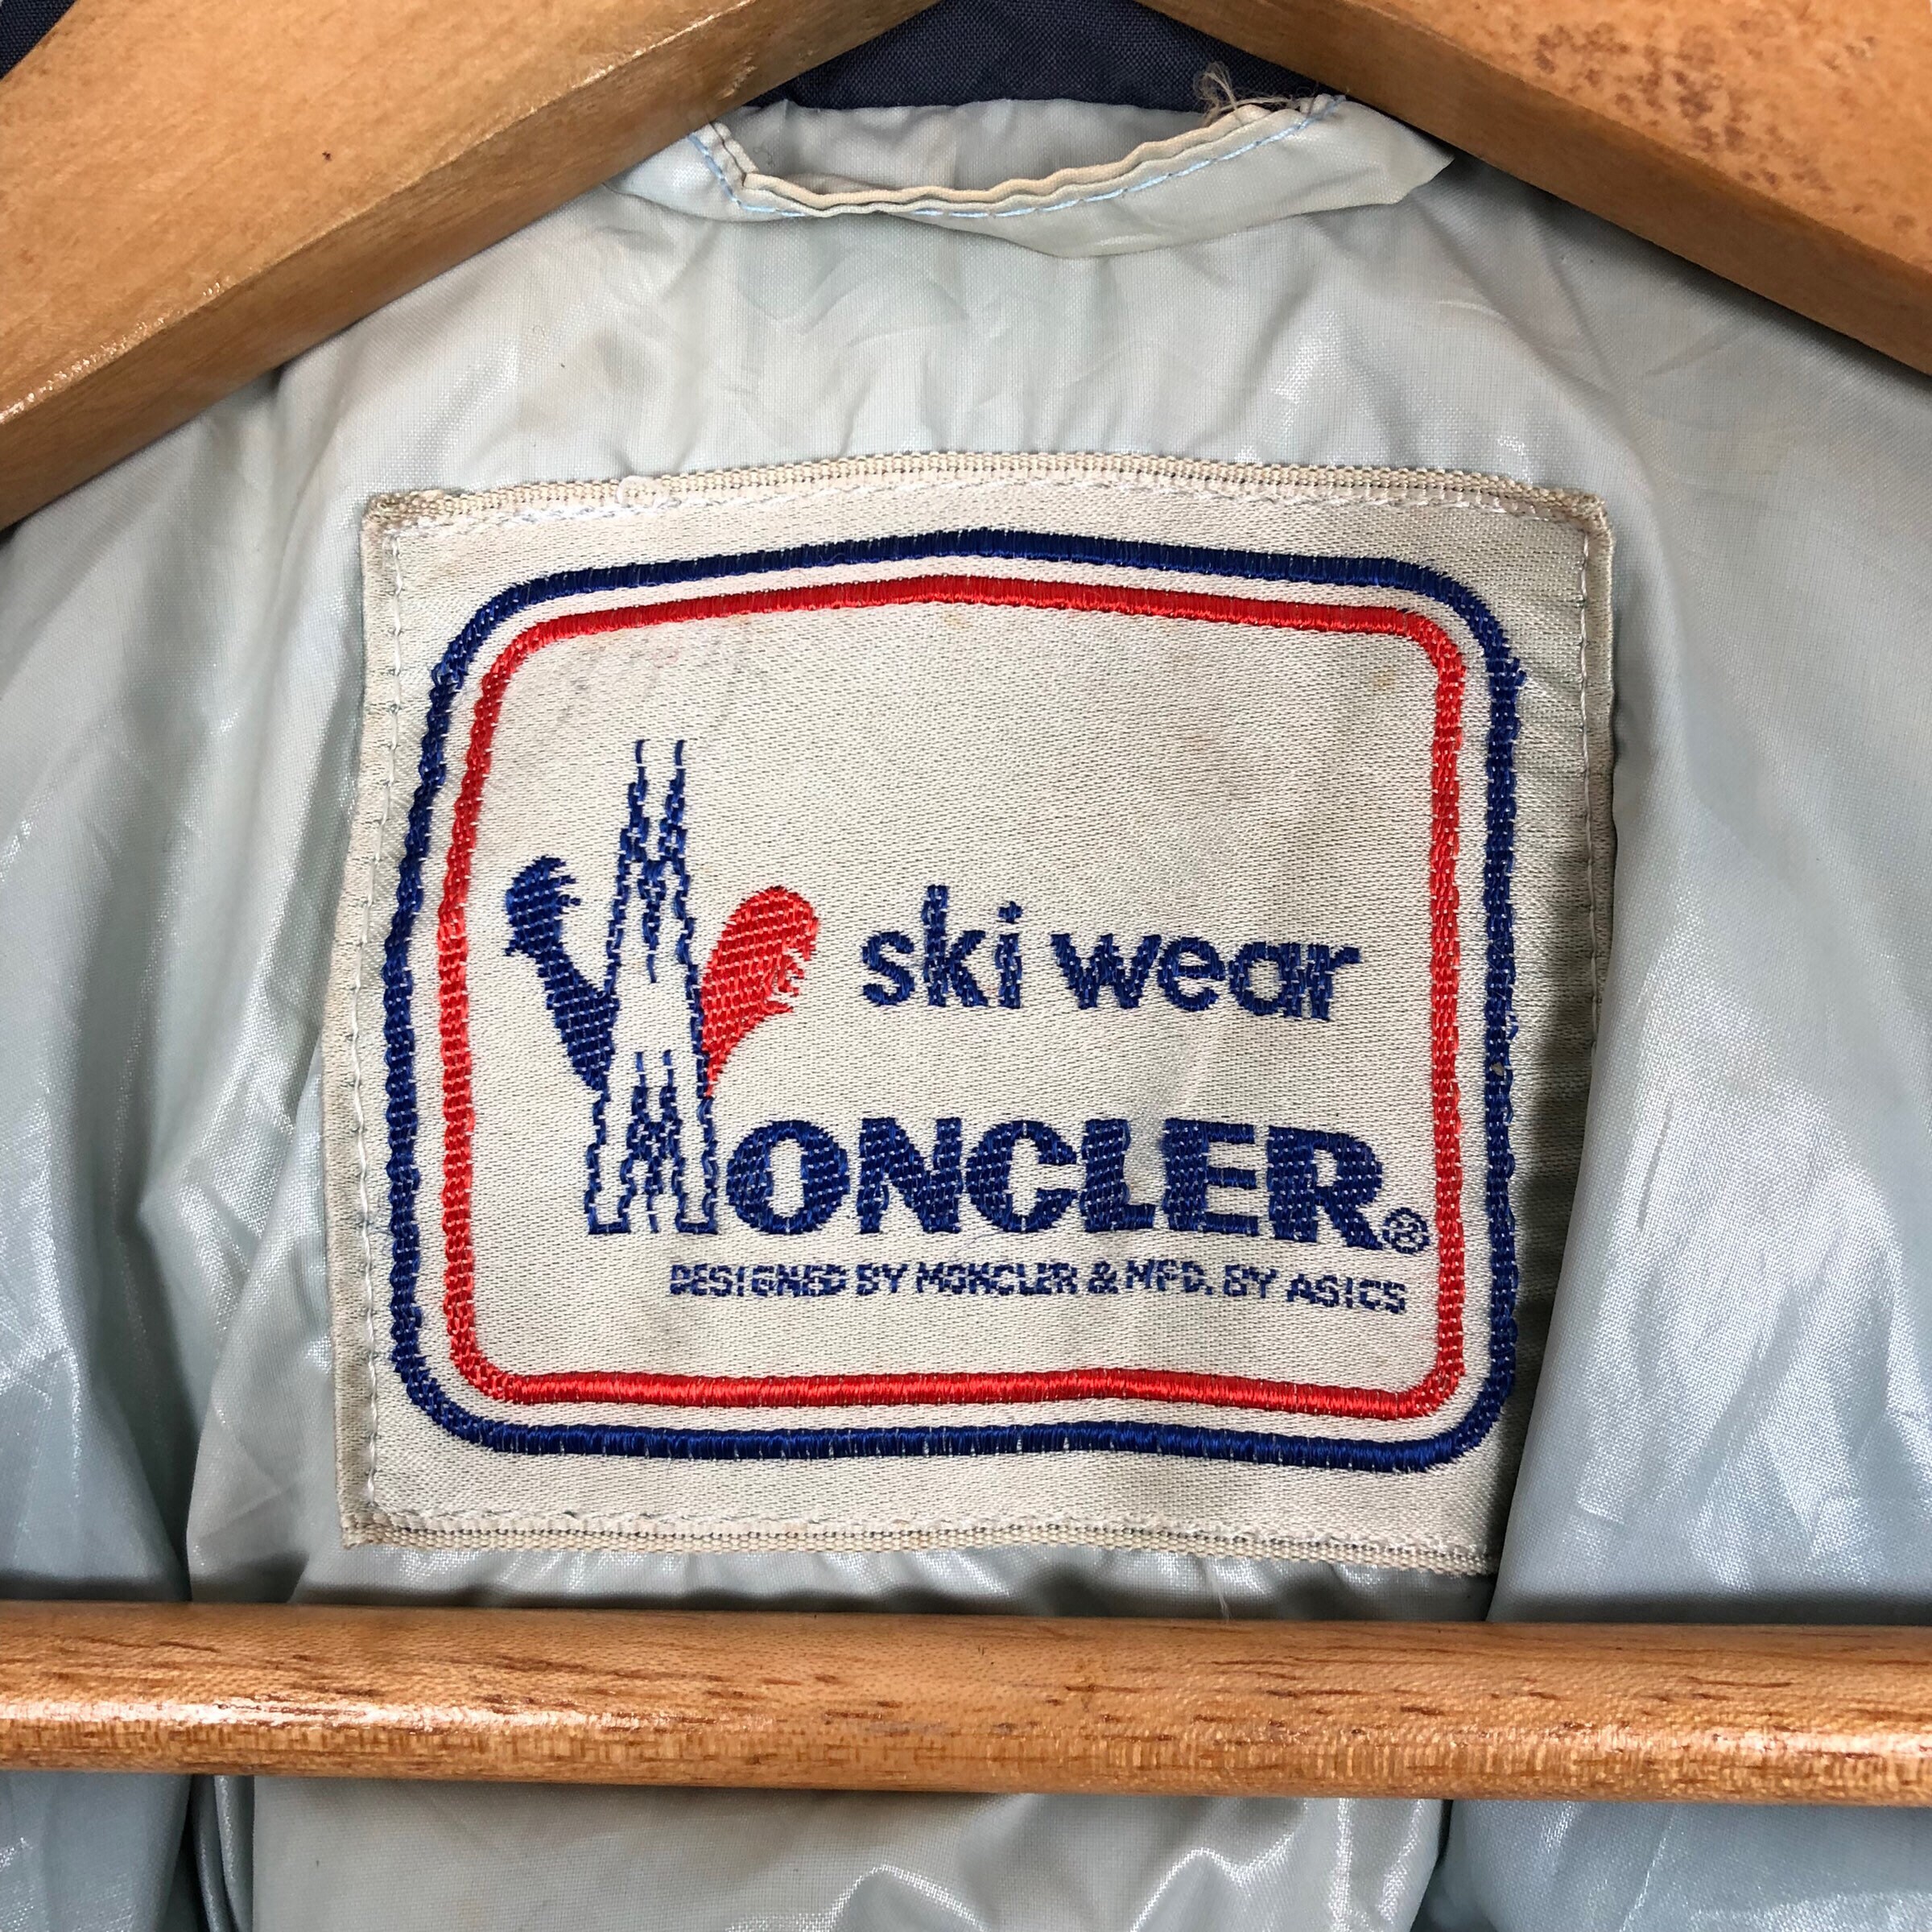 ski wear
MONCLER®
DESIGNED BY MONCLER & MFD. BY ASICS